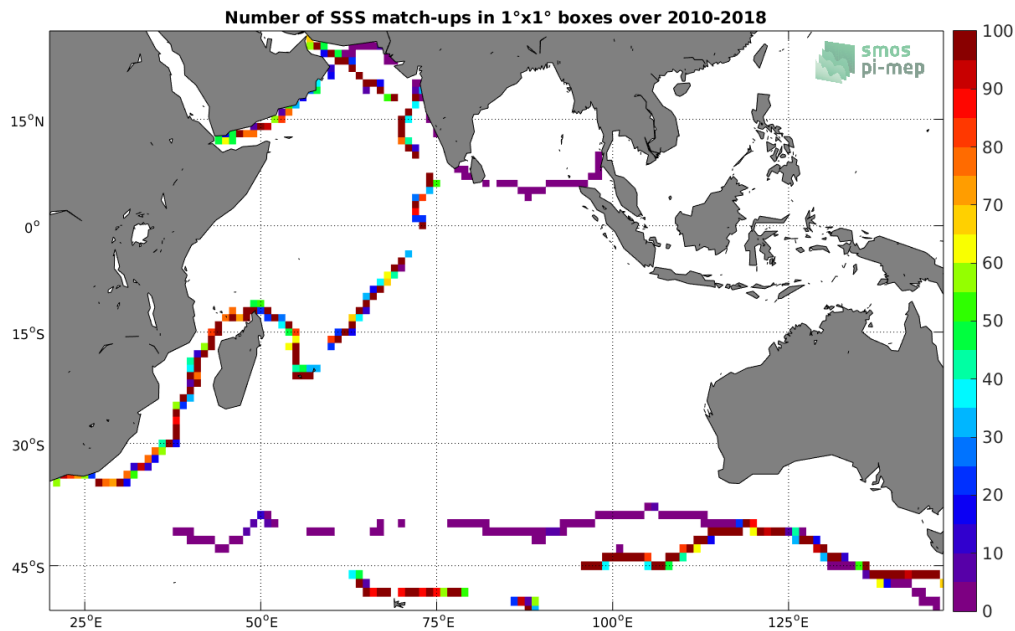 Number of SSS match-ups in 1°x1° boxes over 2010-2018
smos
pi-mep
15°N
0°
15°S
30°S
45°S
25°E
50°E
75°E
100°E
125°E
100
90
80
70
60
50
40
30
20
10
0